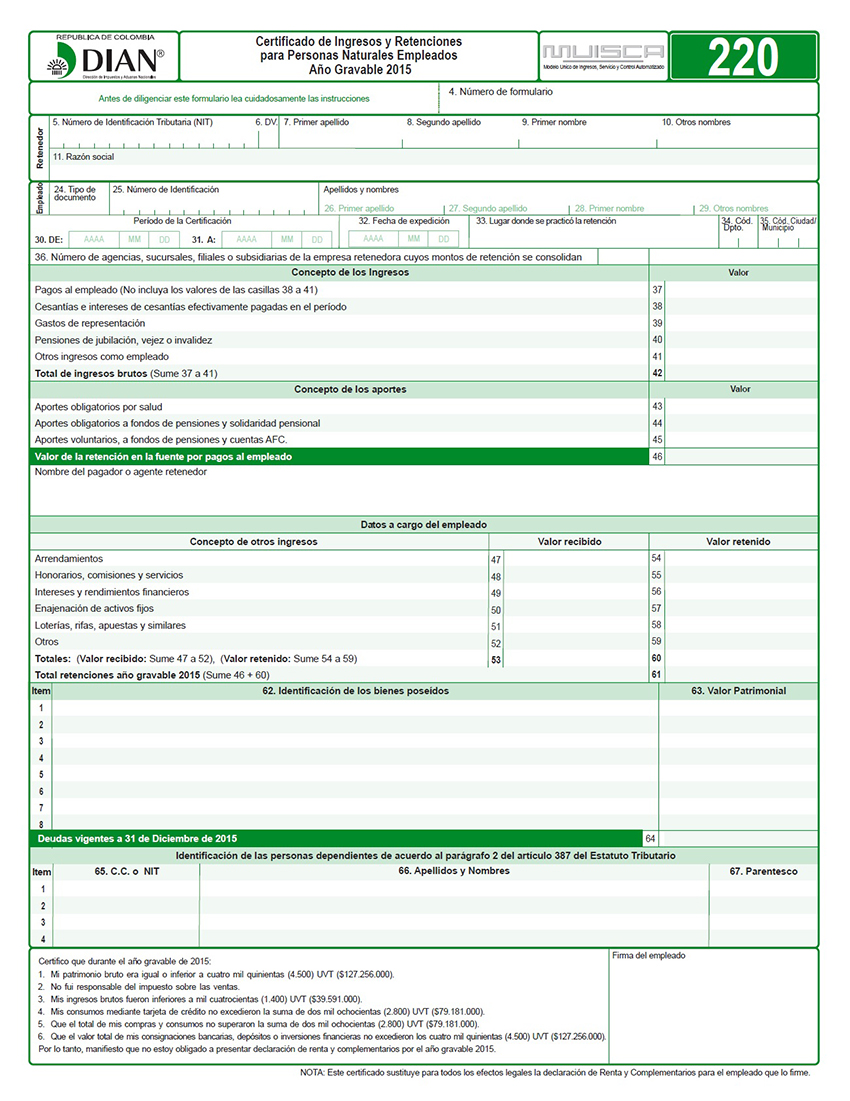 REPUBLICA DE COLOMBIA
DIAN®
Dirección de Impuestos y Aduanas Nacionales
Certificado de Ingresos y Retenciones
para Personas Naturales Empleados
Año Gravable 2015
MUISCA
Modelo Único de Ingresos, Servicio y Control Automatizado
220
Antes de diligenciar este formulario lea cuidadosamente las instrucciones
4. Número de formulario
Retenedor
5. Número de Identificación Tributaria (NIT) 6. DV. 7. Primer apellido 8. Segundo apellido 9. Primer nombre 10. Otros nombres
11. Razón social
Empleado
24. Tipo de documento 25. Número de Identificación Apellidos y nombres
26. Primer apellido 27. Segundo apellido 28. Primer nombre 29. Otros nombres
Período de la Certificación 32. Fecha de expedición 33. Lugar donde se practicó la retención 34. Cód. Dpto. 35. Cód. Ciudad/ Municipio
30. DE: AAAA MM DD 31. A: AAAA MM DD AAAA MM DD
36. Número de agencias, sucursales, filiales o subsidiarias de la empresa retenedora cuyos montos de retención se consolidan
Concepto de los Ingresos Valor
Pagos al empleado (No incluya los valores de las casillas 38 a 41) 37
Cesantías e intereses de cesantías efectivamente pagadas en el período 38
Gastos de representación 39
Pensiones de jubilación, vejez o invalidez 40
Otros ingresos como empleado 41
Total de ingresos brutos (Sume 37 a 41) 42
Concepto de los aportes Valor
Aportes obligatorios por salud 43
Aportes obligatorios a fondos de pensiones y solidaridad pensional 44
Aportes voluntarios, a fondos de pensiones y cuentas AFC. 45
Valor de la retención en la fuente por pagos al empleado 46
Nombre del pagador o agente retenedor
Datos a cargo del empleado
Concepto de otros ingresos Valor recibido Valor retenido
Arrendamientos 47 54
Honorarios, comisiones y servicios 48 55
Intereses y rendimientos financieros 49 56
Enajenación de activos fijos 50 57
Loterías, rifas, apuestas y similares 51 58
Otros 52 59
Totales: (Valor recibido: Sume 47 a 52), (Valor retenido: Sume 54 a 59) 53 60
Total retenciones año gravable 2015 (Sume 46 + 60) 61
Item 62. Identificación de los bienes poseídos 63. Valor Patrimonial
1
2
3
4
5
6
7
8
Deudas vigentes a 31 de Diciembre de 2015 64
Identificación de las personas dependientes de acuerdo al parágrafo 2 del artículo 387 del Estatuto Tributario
Item 65. C.C. o NIT 66. Apellidos y Nombres 67. Parentesco
1
2
3
4
Certifico que durante el año gravable de 2015: Firma del empleado
1. Mi patrimonio bruto era igual o inferior a cuatro mil quinientas (4.500) UVT ($127.256.000).
2. No fui responsable del impuesto sobre las ventas.
3. Mis ingresos brutos fueron inferiores a mil cuatrocientas (1.400) UVT ($39.591.000).
4. Mis consumos mediante tarjeta de crédito no excedieron la suma de dos mil ochocientas (2.800) UVT ($79.181.000).
5. Que el total de mis compras y consumos no superaron la suma de dos mil ochocientas (2.800) UVT ($79.181.000).
6. Que el valor total de mis consignaciones bancarias, depósitos o inversiones financieras no excedieron los cuatro mil quinientas (4.500) UVT ($127.256.000).
Por lo tanto, manifiesto que no estoy obligado a presentar declaración de renta y complementarios por el año gravable 2015.
NOTA: Este certificado sustituye para todos los efectos legales la declaración de Renta y Complementarios para el empleado que lo firme.